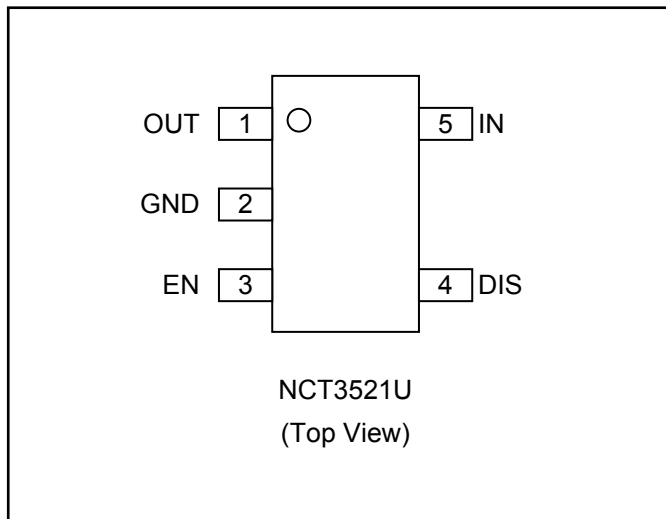 OUT 1 5 IN
GND 2
EN 3 4 DIS
NCT3521U
(Top View)